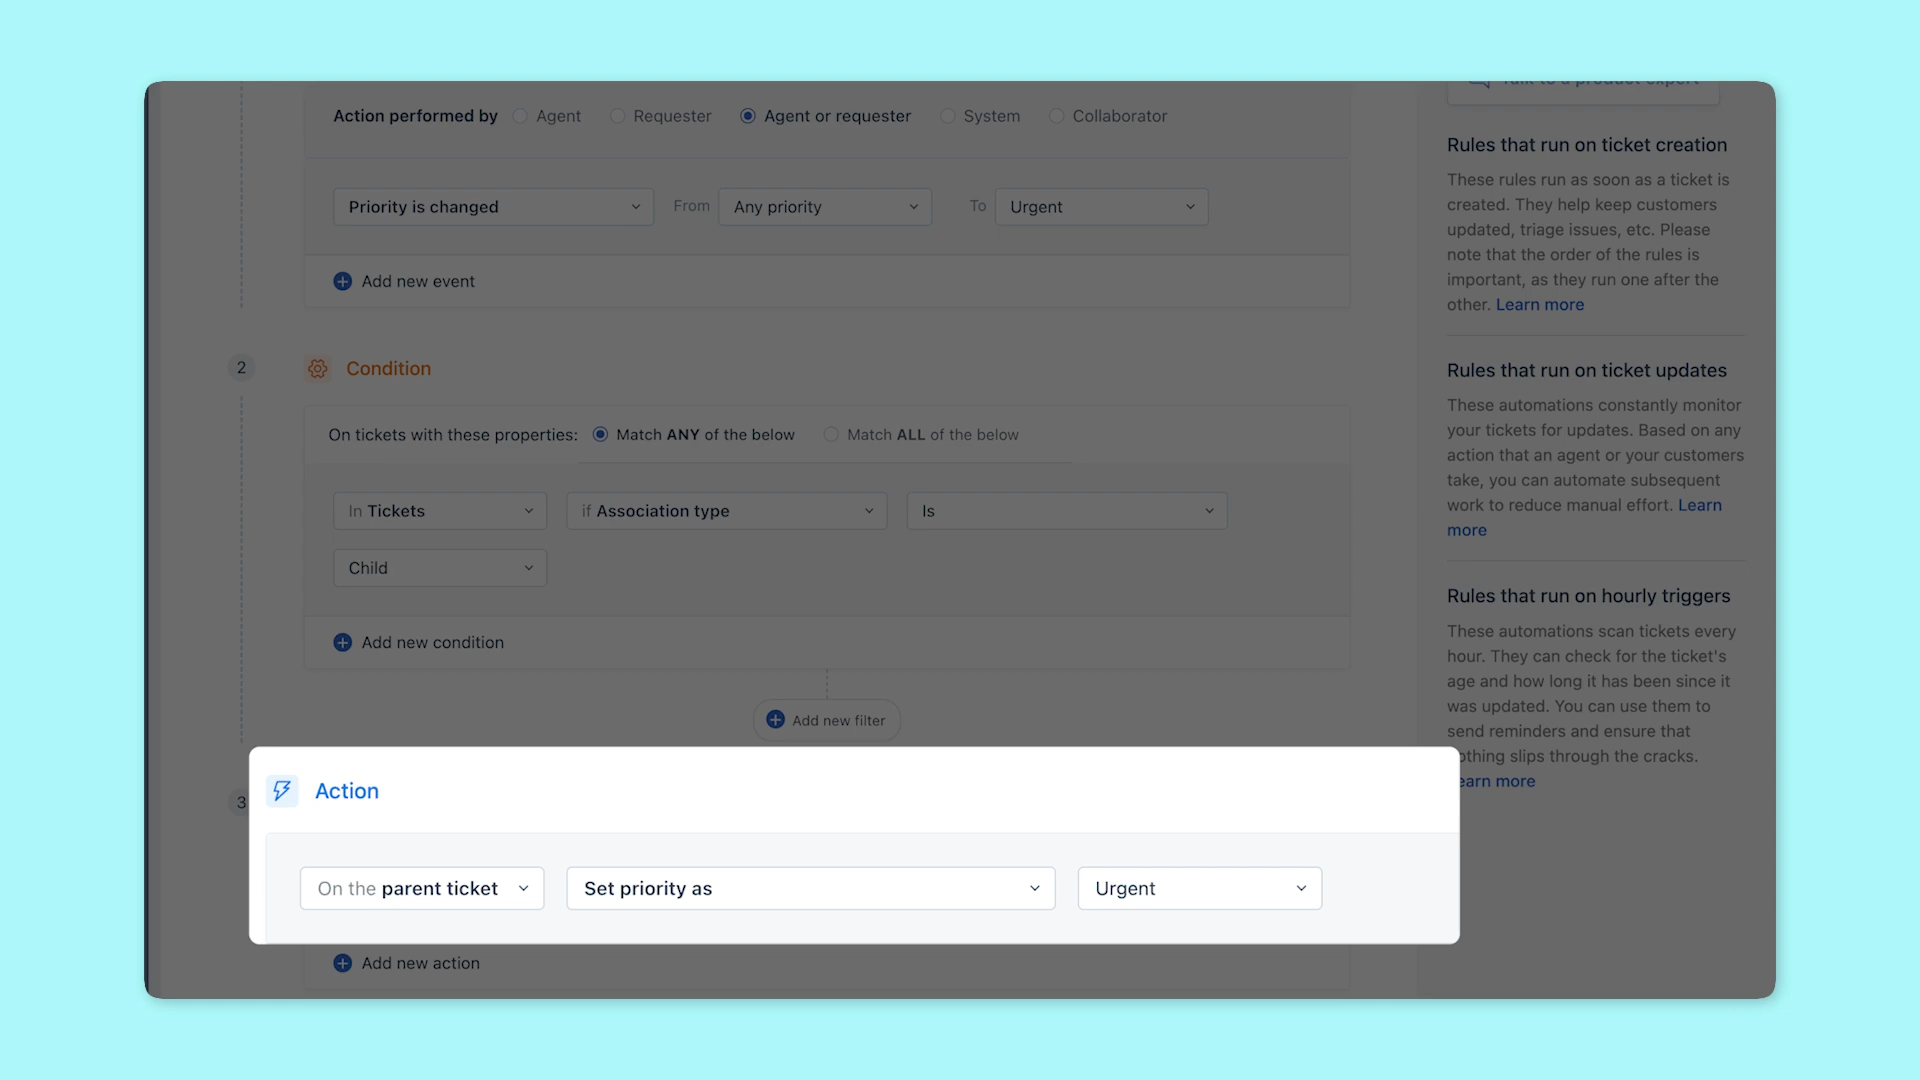 Talk to a product expert
Action performed by Agent Requester Agent or requester System Collaborator
Priority is changed From Any priority To Urgent
Add new event
2 Condition
On tickets with these properties: Match ANY of the below Match ALL of the below
In Tickets if Association type Is
Child
Add new condition
Add new filter
3
Action
On the parent ticket Set priority as Urgent
Add new action
Rules that run on ticket creation
These rules run as soon as a ticket is
created. They help keep customers
updated, triage issues, etc. Please
note that the order of the rules is
important, as they run one after the
other. Learn more
Rules that run on ticket updates
These automations constantly monitor
your tickets for updates. Based on any
action that an agent or your customers
take, you can automate subsequent
work to reduce manual effort. Learn
more
Rules that run on hourly triggers
These automations scan tickets every
hour. They can check for the ticket's
age and how long it has been since it
was updated. You can use them to
send reminders and ensure that
othing slips through the cracks.
earn more